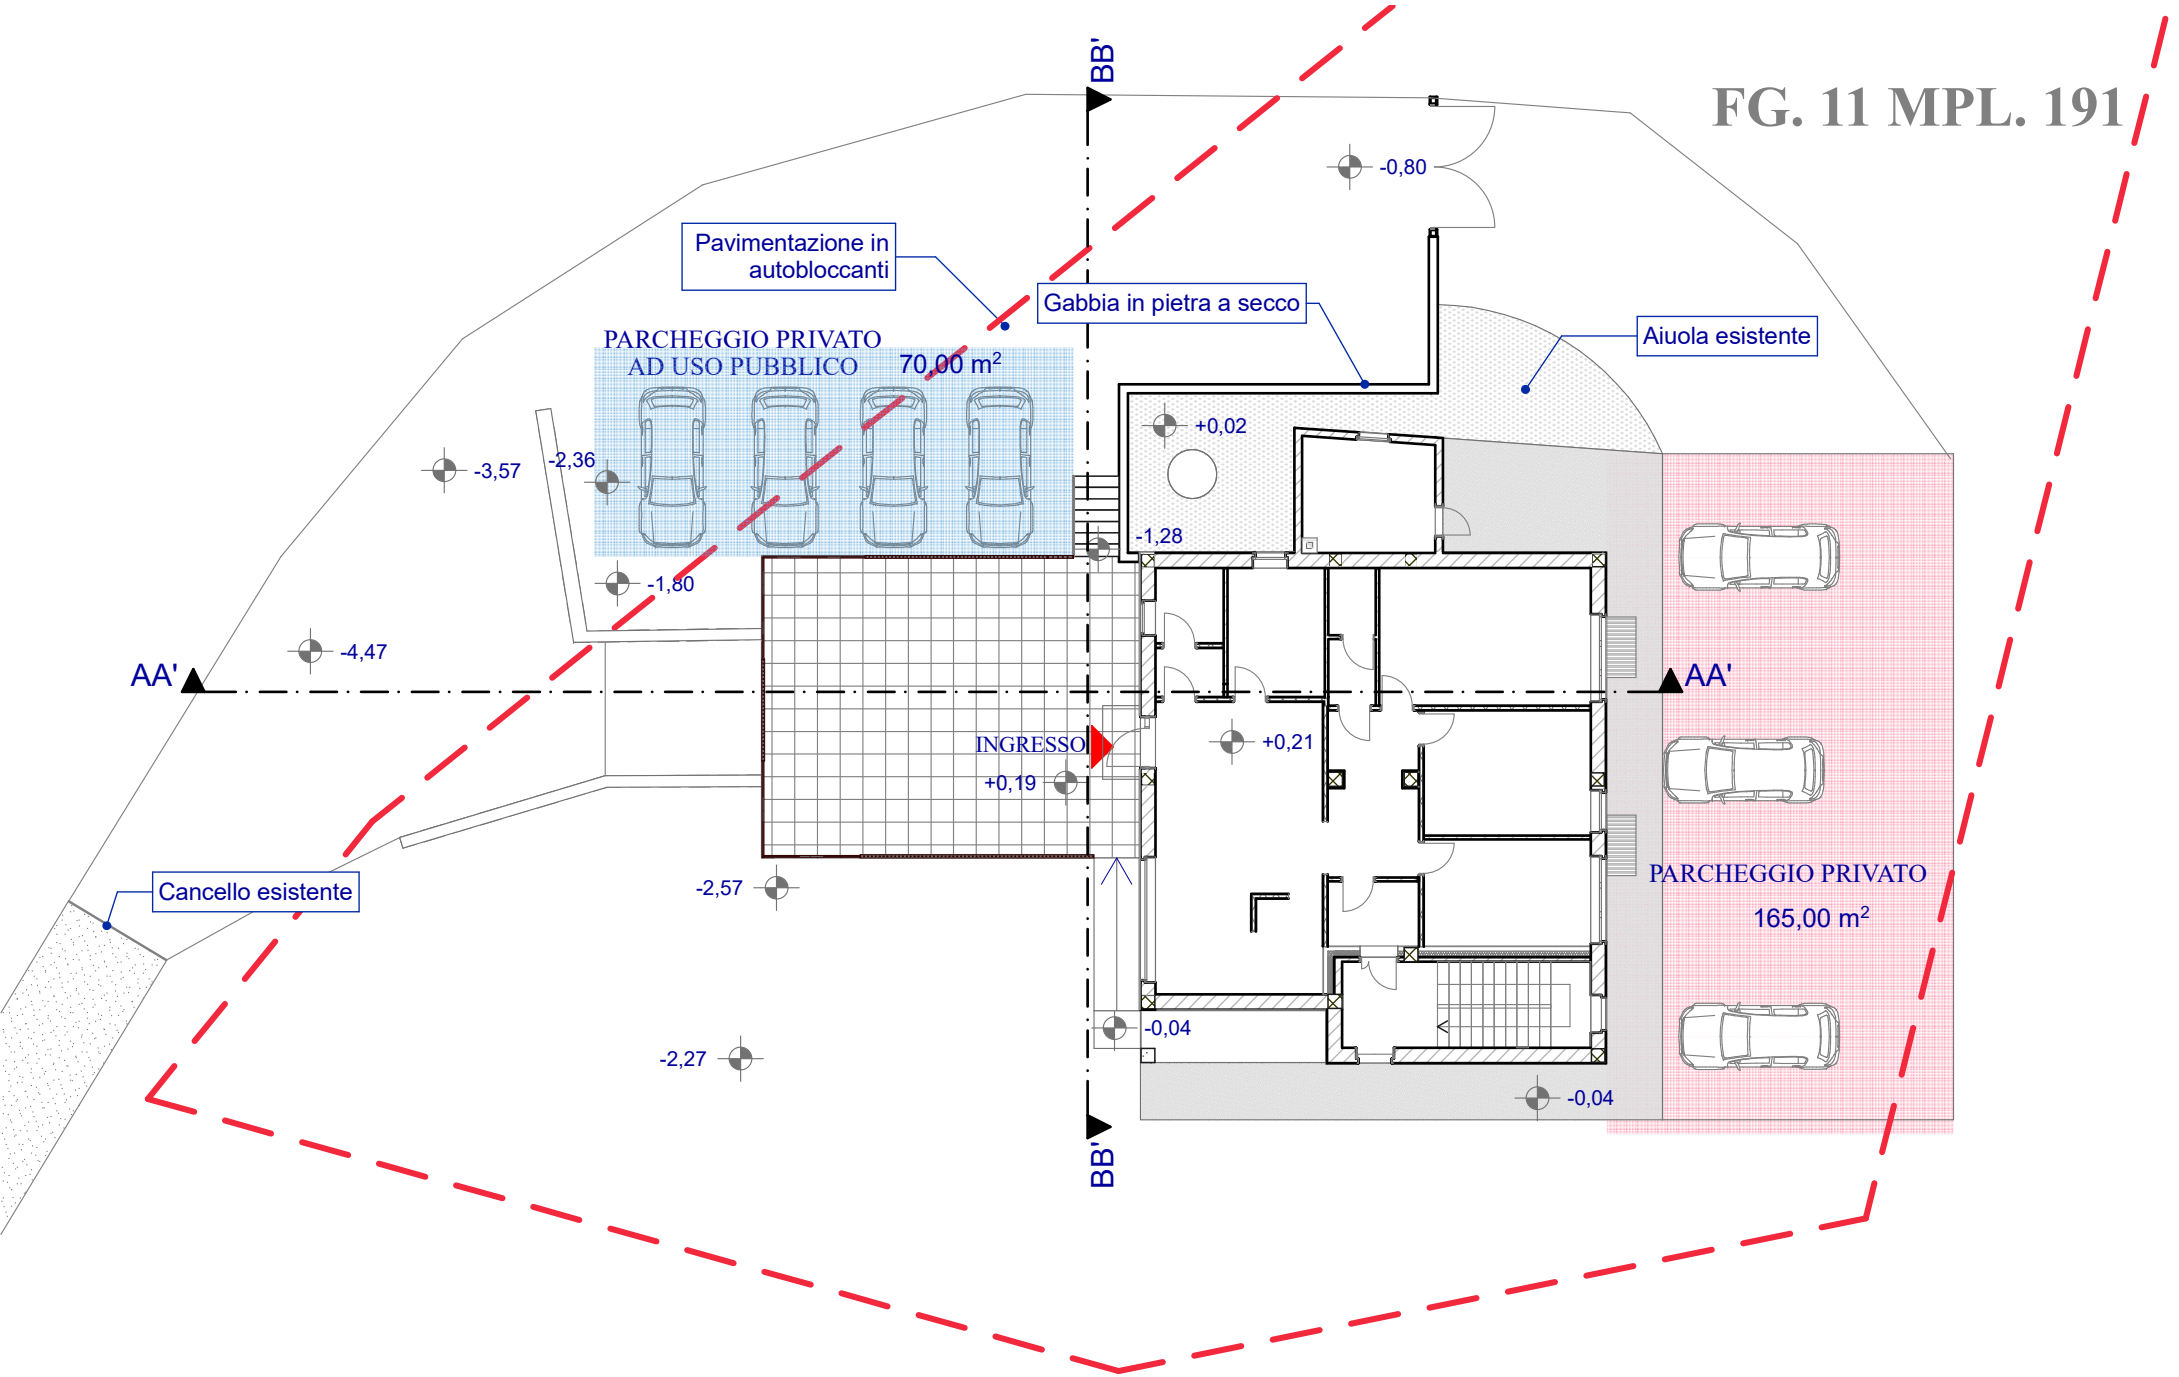 BB'
FG. 11 MPL. 191
-0,80
Pavimentazione in
autobloccanti
Gabbia in pietra a secco
Aiuola esistente
PARCHEGGIO PRIVATO
AD USO PUBBLICO
70,00 m²
+0,02
-3,57
-2,36
-1,28
-1,80
-4,47
AA'
AA'
INGRESSO
+0,21
+0,19
-2,57
Cancello esistente
PARCHEGGIO PRIVATO
165,00 m²
-0,04
-2,27
-0,04
BB'